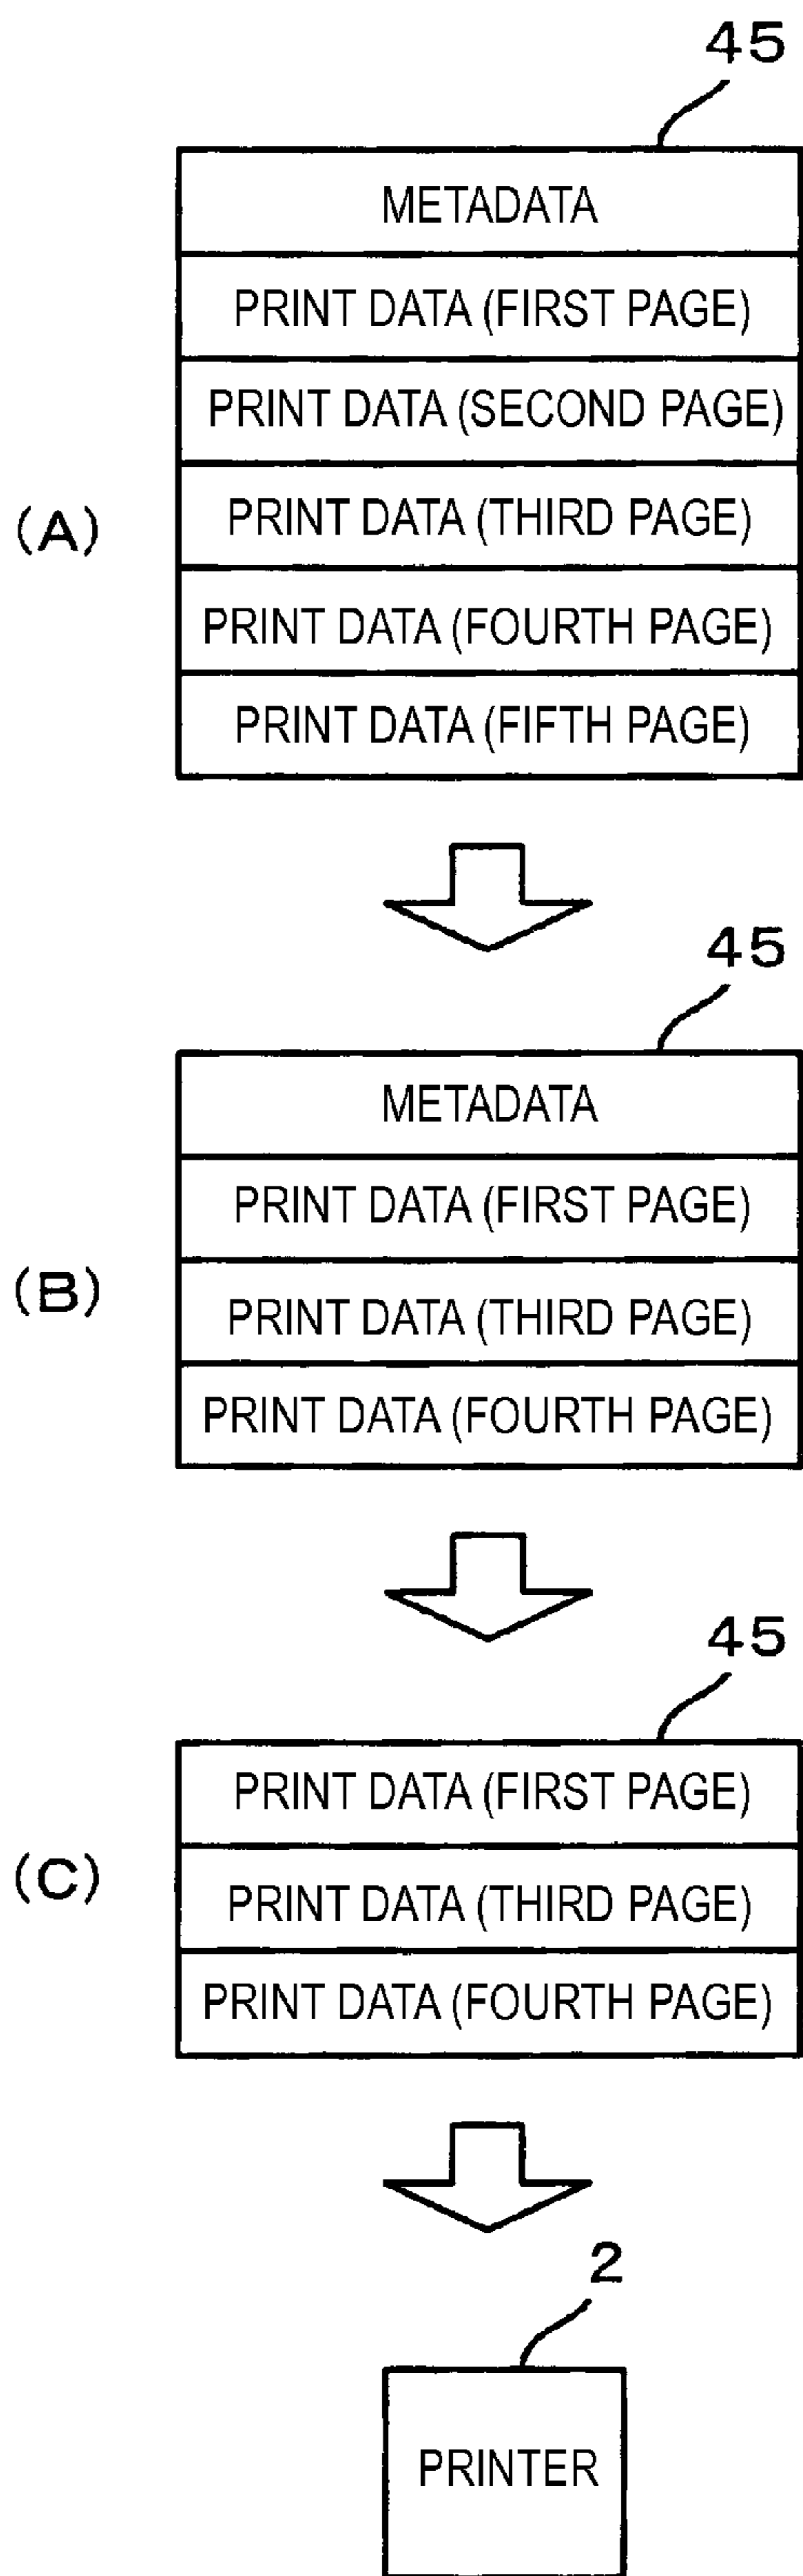 45
METADATA
PRINT DATA (FIRST PAGE)
PRINT DATA (SECOND PAGE)
(A)
PRINT DATA (THIRD PAGE)
PRINT DATA (FOURTH PAGE)
PRINT DATA (FIFTH PAGE)
45
METADATA
PRINT DATA (FIRST PAGE)
(B)
PRINT DATA (THIRD PAGE)
PRINT DATA (FOURTH PAGE)
45
PRINT DATA (FIRST PAGE)
(C)
PRINT DATA (THIRD PAGE)
PRINT DATA (FOURTH PAGE)
2
PRINTER